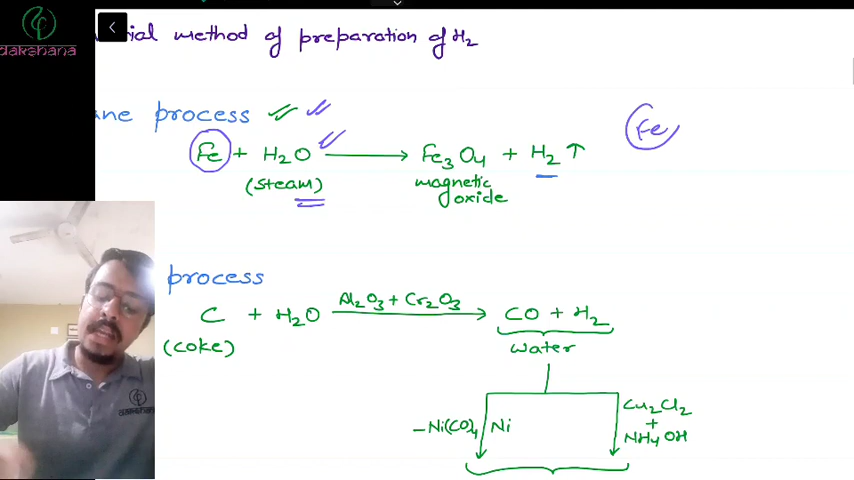 dakshana
ial method of preparation of H2
ane process
Fe + H2O → Fe3O4 + H2 ↑
(steam) magnetic oxide
Fe
process
C + H2O Al2O3 + Cr2O3 → CO + H2
(coke) water
-Ni(CO)4 Ni Cu2Cl2
+
NH4OH
dakshana